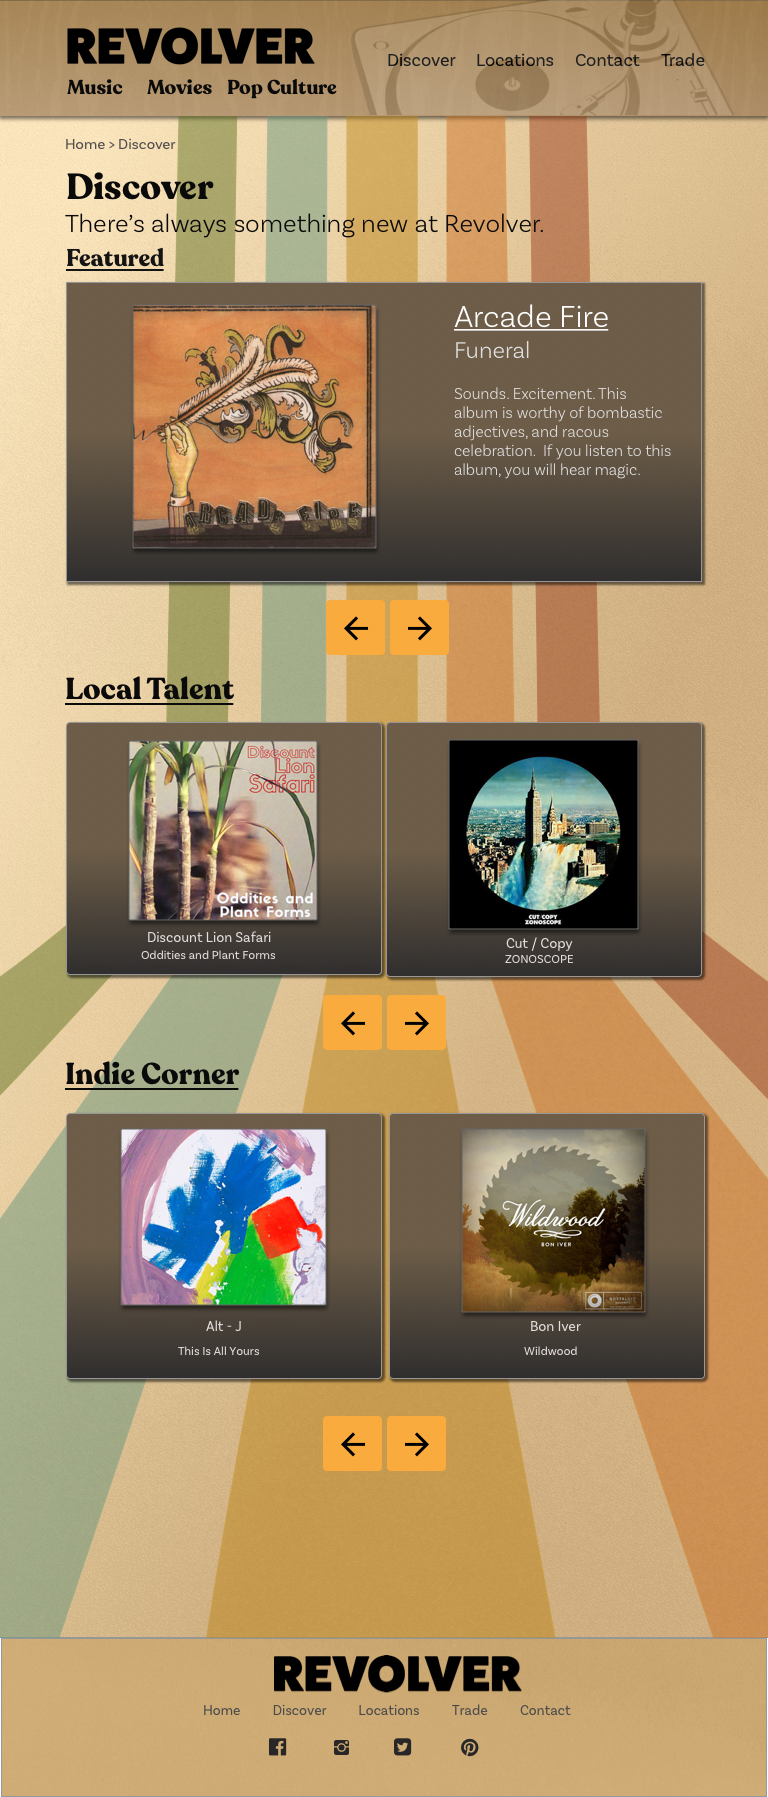 REVOLVER
Music Movies Pop Culture
Discover Locations Contact Trade
Home > Discover
Discover
There's always something new at Revolver.
Featured
ARCADE FIRE
Arcade Fire
Funeral
Sounds. Excitement. This
album is worthy of bombastic
adjectives, and racous
celebration. If you listen to this
album, you will hear magic.
Local Talent
Discount
Lion
Safari
Oddities and
Plant Forms
Discount Lion Safari
Oddities and Plant Forms
CUT/COPY
ZONOSCOPE
Cut / Copy
ZONOSCOPE
Indie Corner
Alt - J
This Is All Yours
Wildwood
BON IVER
Bon Iver
Wildwood
REVOLVER
Home Discover Locations Trade Contact